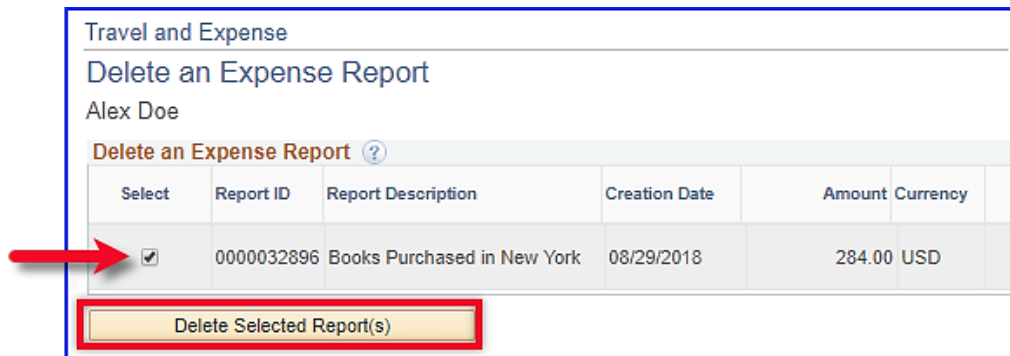 Travel and Expense
Delete an Expense Report
Alex Doe
Delete an Expense Report ?
Select Report ID Report Description Creation Date Amount Currency
0000032896 Books Purchased in New York 08/29/2018 284.00 USD
Delete Selected Report(s)